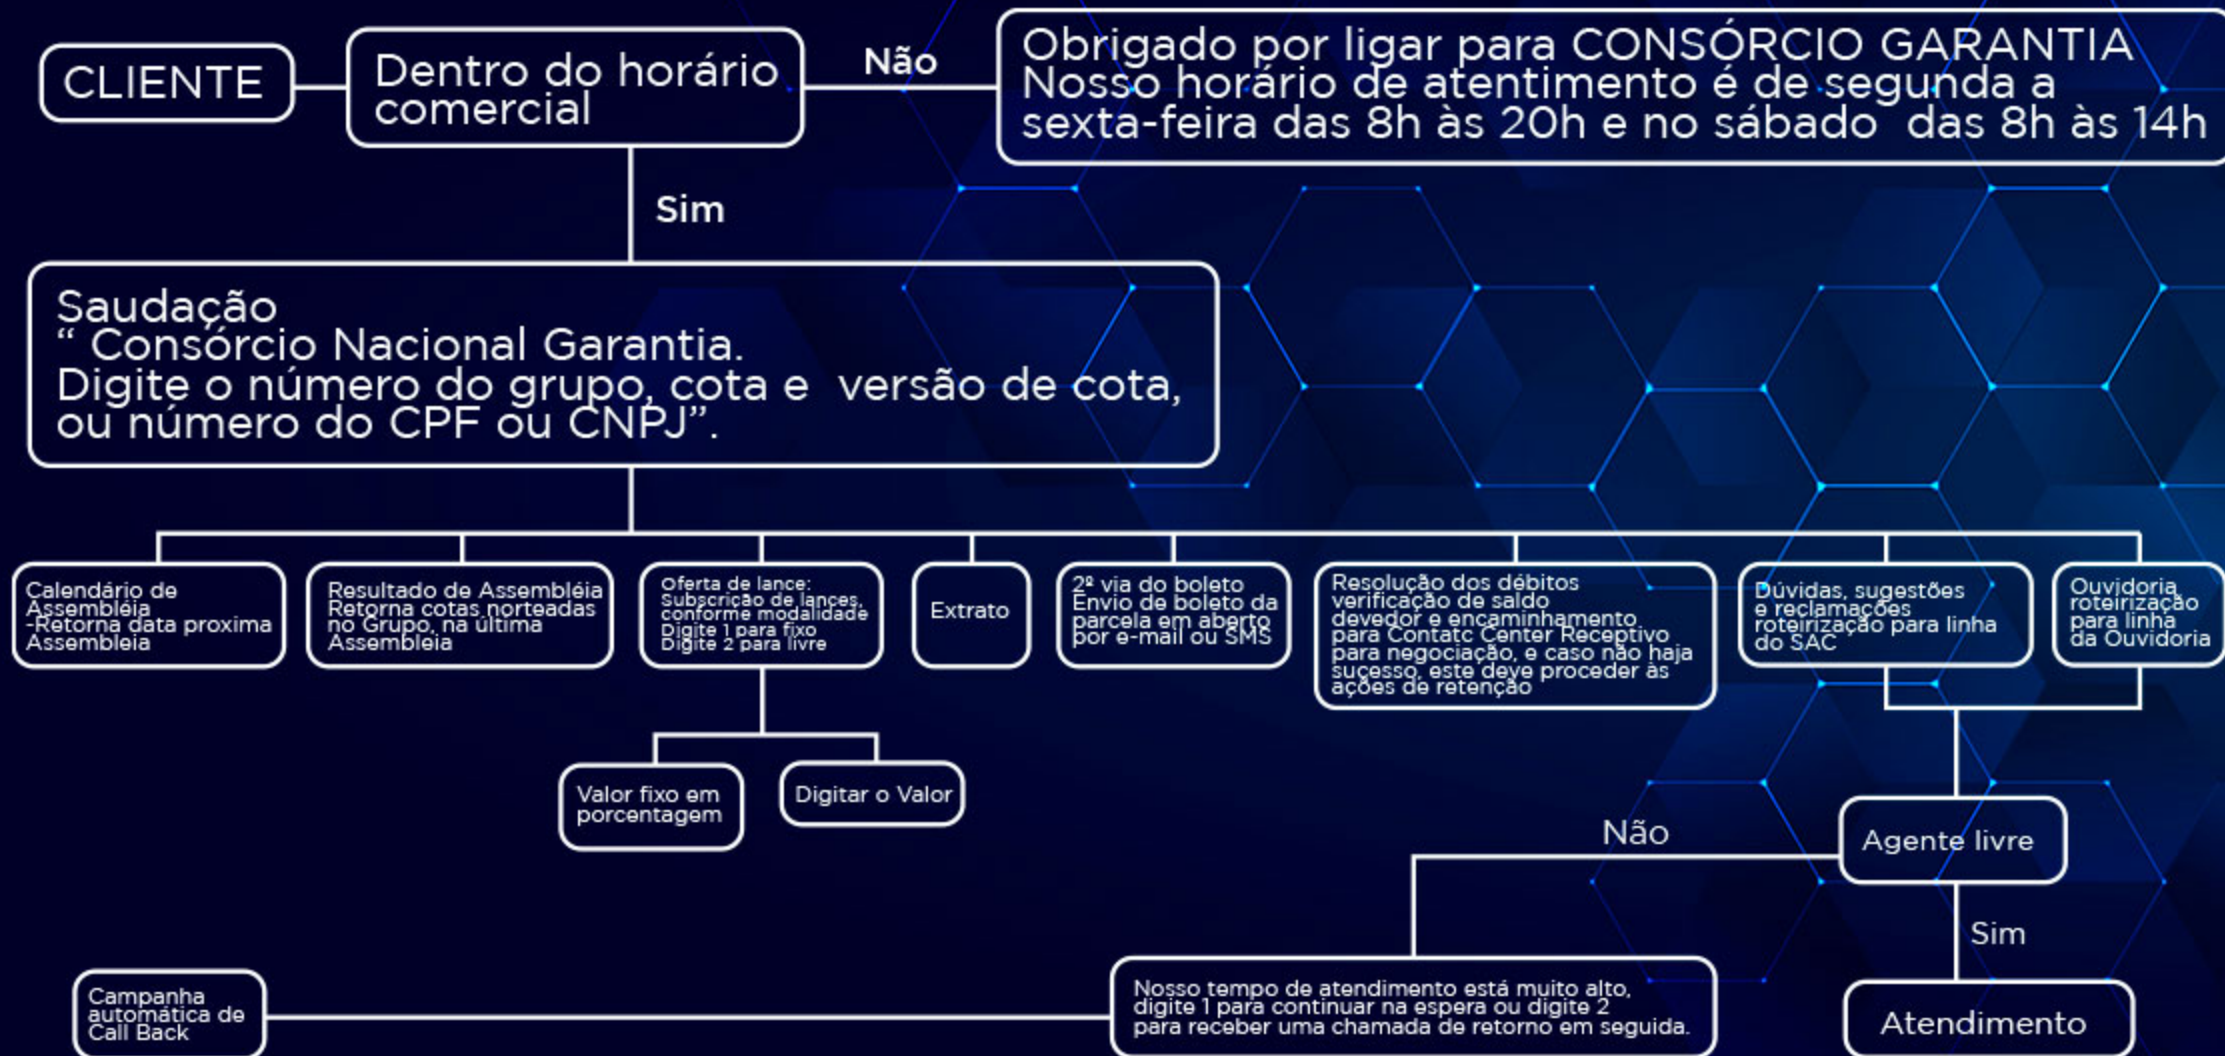 CLIENTE
Dentro do horário
comercial
Não
Obrigado por ligar para CONSÓRCIO GARANTIA
Nosso horário de atentimento é de segunda a
sexta-feira das 8h às 20h e no sábado das 8h às 14h
Sim
Saudação
“ Consórcio Nacional Garantia.
Digite o número do grupo, cota e versão de cota,
ou número do CPF ou CNPJ”.
Calendário de
Assembléia
-Retorna data proxima
Assembleia
Resultado de Assembléia
Retorna cotas norteadas
no Grupo, na última
Assembleia
Oferta de lance:
Subscrição de lances,
conforme modalidade
Digite 1 para fixo
Digite 2 para livre
Extrato
2ª via do boleto
Envio de boleto da
parcela em aberto
por e-mail ou SMS
Resolução dos débitos
verificação de saldo
devedor e encaminhamento
para Contatc Center Receptivo
para negociação, e caso não haja
sucesso, este deve proceder às
ações de retenção
Dúvidas, sugestões
e reclamações
roteirização para linha
do SAC
Ouvidoria
roteirização
para linha
da Ouvidoria
Valor fixo em
porcentagem
Digitar o Valor
Não
Agente livre
Sim
Campanha
automática de
Call Back
Nosso tempo de atendimento está muito alto,
digite 1 para continuar na espera ou digite 2
para receber uma chamada de retorno em seguida.
Atendimento